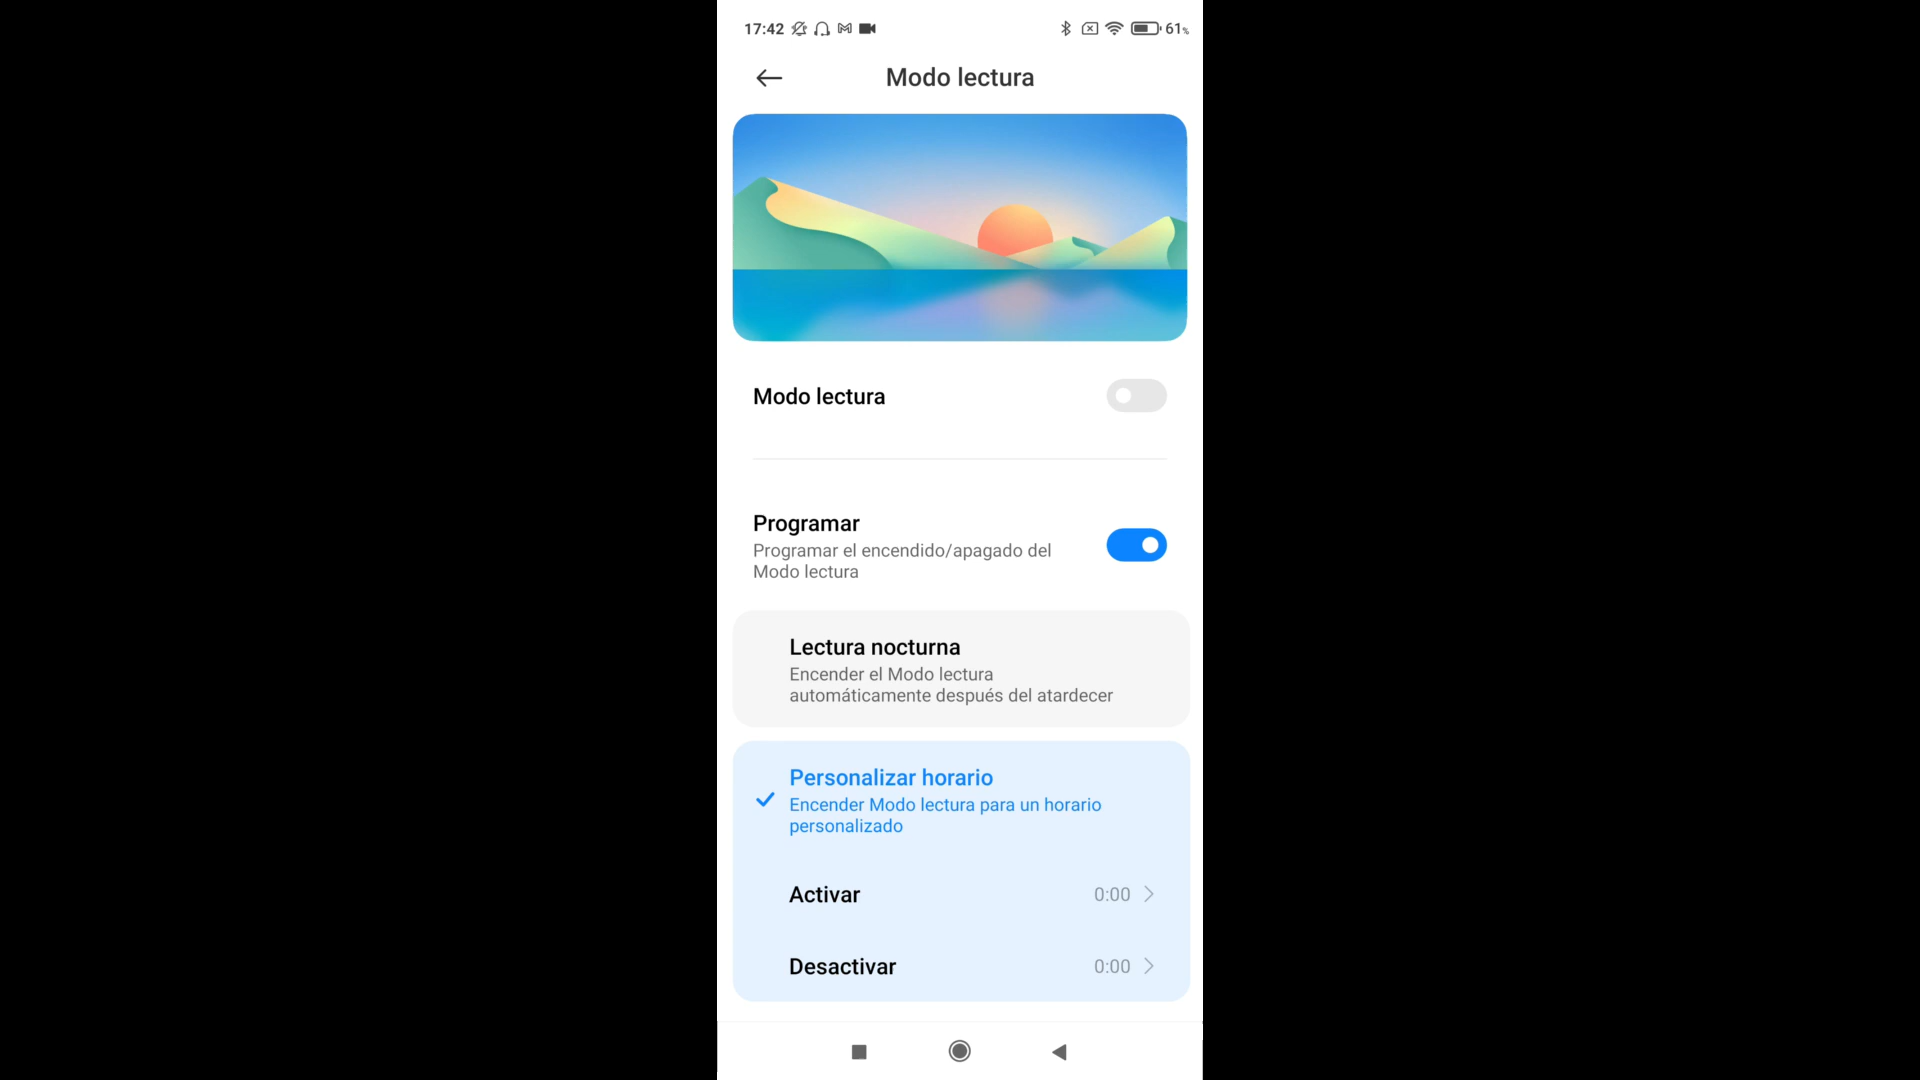 17:42 61%
Modo lectura
Modo lectura
Programar
Programar el encendido/apagado del
Modo lectura
Lectura nocturna
Encender el Modo lectura
automáticamente después del atardecer
Personalizar horario
Encender Modo lectura para un horario
personalizado
Activar 0:00
Desactivar 0:00